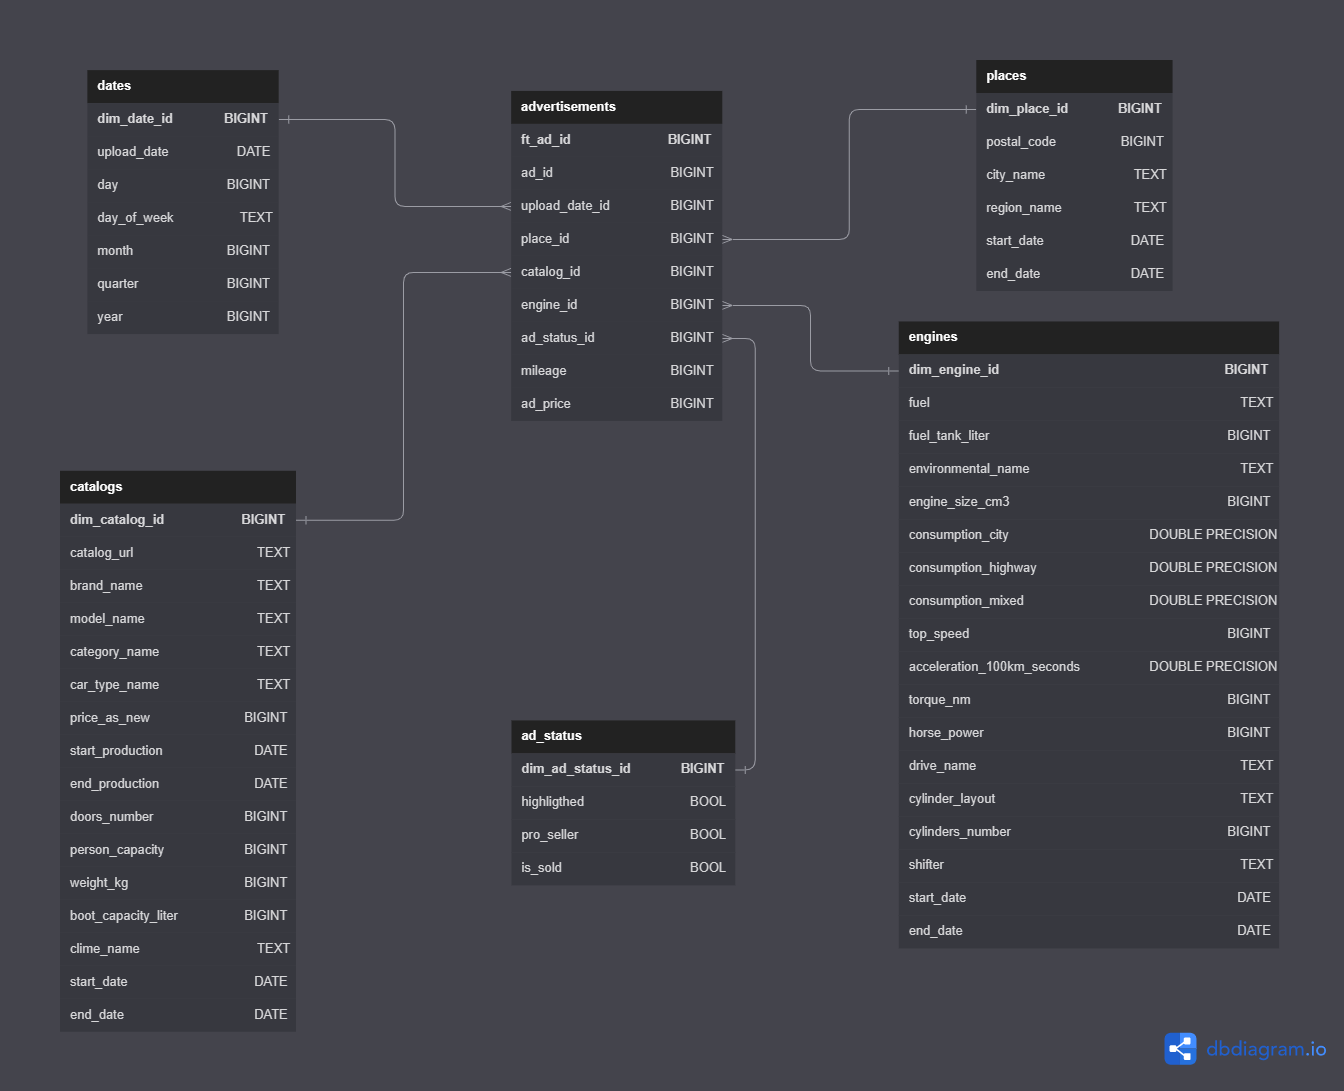 dates
dim_date_id BIGINT
upload_date DATE
day BIGINT
day_of_week TEXT
month BIGINT
quarter BIGINT
year BIGINT
advertisements
ft_ad_id BIGINT
ad_id BIGINT
upload_date_id BIGINT
place_id BIGINT
catalog_id BIGINT
engine_id BIGINT
ad_status_id BIGINT
mileage BIGINT
ad_price BIGINT
places
dim_place_id BIGINT
postal_code BIGINT
city_name TEXT
region_name TEXT
start_date DATE
end_date DATE
engines
dim_engine_id BIGINT
fuel TEXT
fuel_tank_liter BIGINT
environmental_name TEXT
engine_size_cm3 BIGINT
consumption_city DOUBLE PRECISION
consumption_highway DOUBLE PRECISION
consumption_mixed DOUBLE PRECISION
top_speed BIGINT
acceleration_100km_seconds DOUBLE PRECISION
torque_nm BIGINT
horse_power BIGINT
drive_name TEXT
cylinder_layout TEXT
cylinders_number BIGINT
shifter TEXT
start_date DATE
end_date DATE
catalogs
dim_catalog_id BIGINT
catalog_url TEXT
brand_name TEXT
model_name TEXT
category_name TEXT
car_type_name TEXT
price_as_new BIGINT
start_production DATE
end_production DATE
doors_number BIGINT
person_capacity BIGINT
weight_kg BIGINT
boot_capacity_liter BIGINT
clime_name TEXT
start_date DATE
end_date DATE
ad_status
dim_ad_status_id BIGINT
highligthed BOOL
pro_seller BOOL
is_sold BOOL
dbdiagram.io